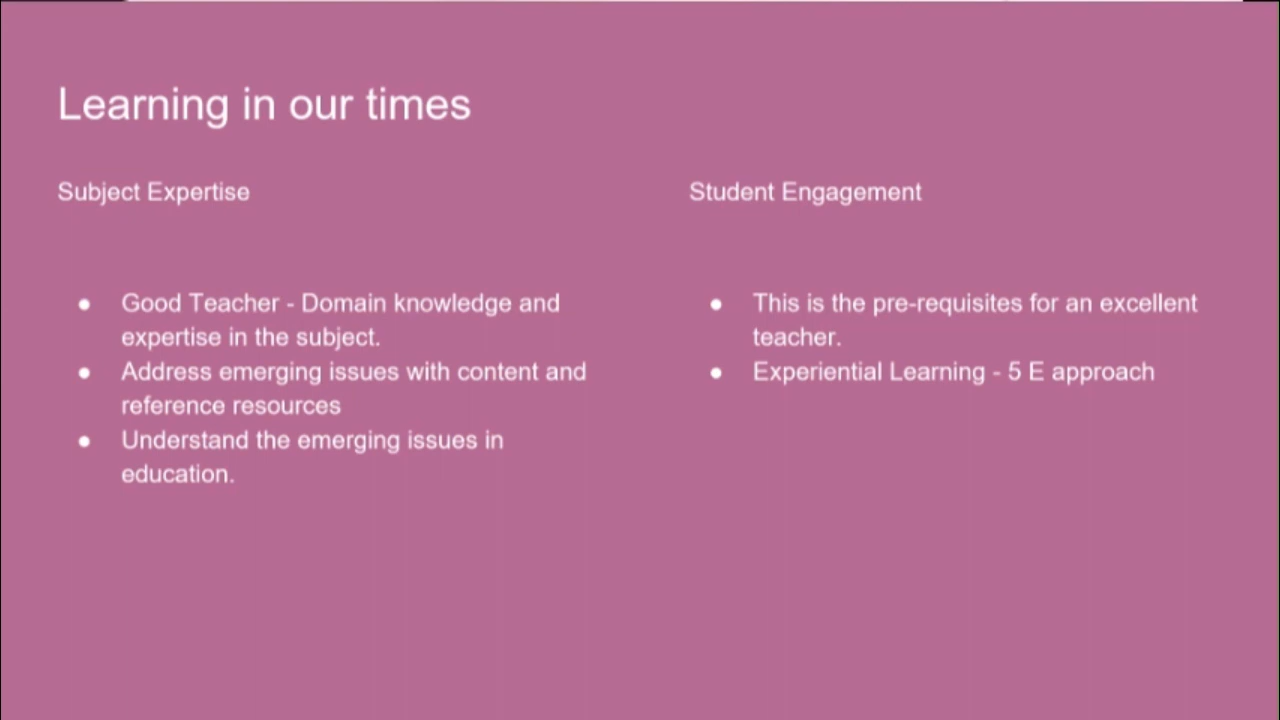 Learning in our times
Subject Expertise
● Good Teacher - Domain knowledge and
expertise in the subject.
● Address emerging issues with content and
reference resources
● Understand the emerging issues in
education.
Student Engagement
● This is the pre-requisites for an excellent
teacher.
● Experiential Learning - 5 E approach